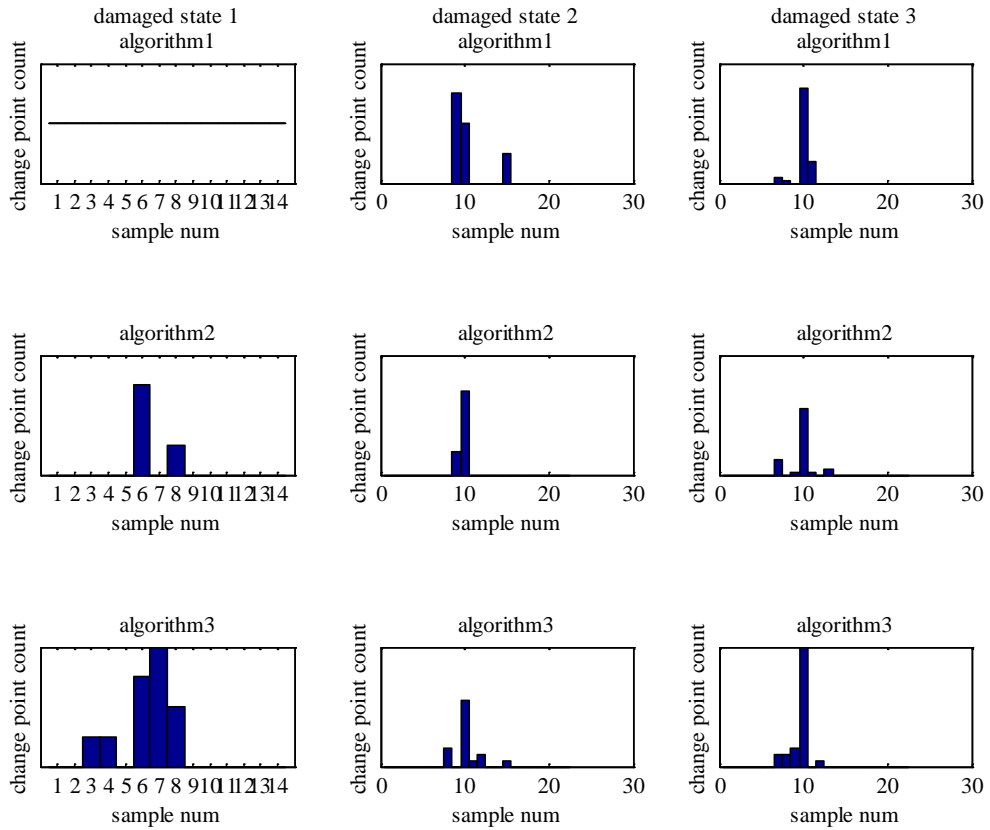 damaged state 1
algorithm1
change point count
1 2 3 4 5 6 7 8 9 10 11 12 13 14
sample num
damaged state 2
algorithm1
change point count
0 10 20 30
sample num
damaged state 3
algorithm1
change point count
0 10 20 30
sample num
algorithm2
change point count
1 2 3 4 5 6 7 8 9 10 11 12 13 14
sample num
algorithm2
change point count
0 10 20 30
sample num
algorithm2
change point count
0 10 20 30
sample num
algorithm3
change point count
1 2 3 4 5 6 7 8 9 10 11 12 13 14
sample num
algorithm3
change point count
0 10 20 30
sample num
algorithm3
change point count
0 10 20 30
sample num